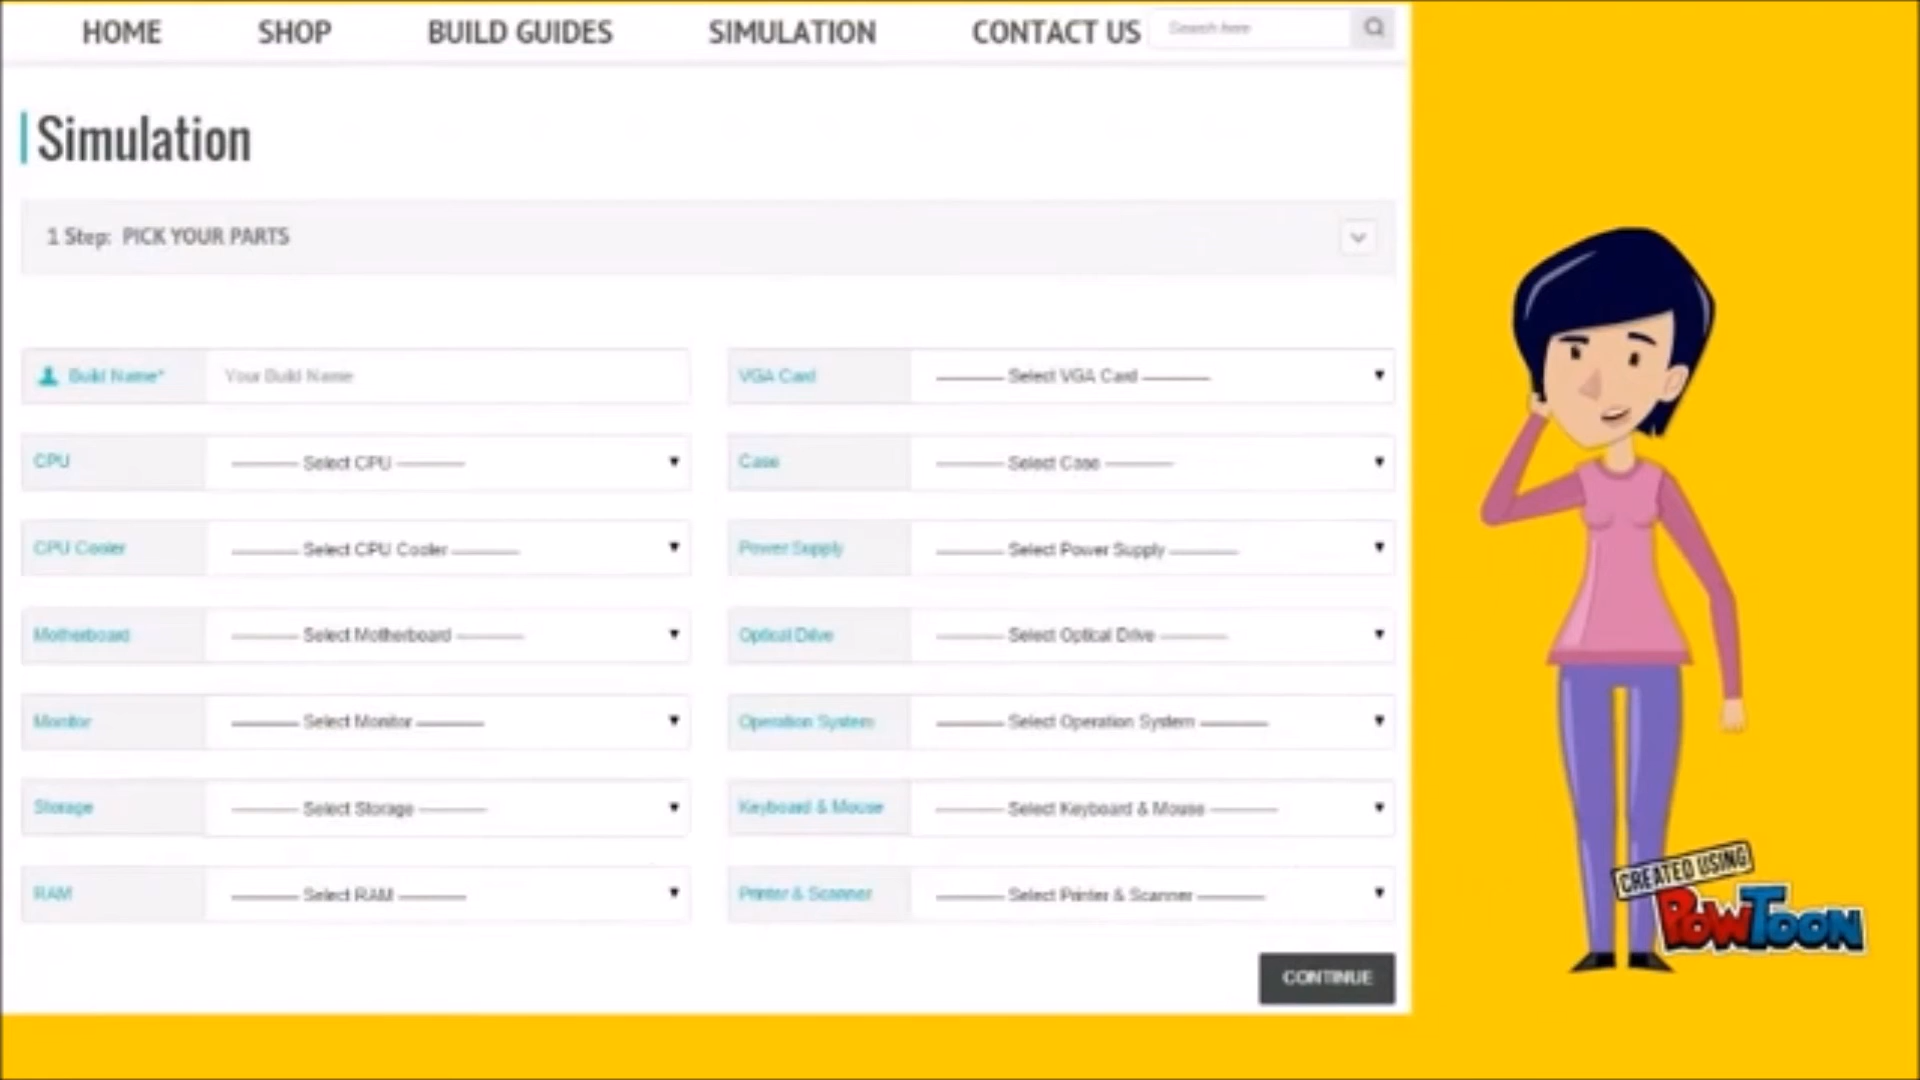 HOME SHOP BUILD GUIDES SIMULATION CONTACT US Search here
Simulation
1 Step: PICK YOUR PARTS
Build Name* Your Build Name
VGA Card Select VGA Card
CPU Select CPU
Case Select Case
CPU Cooler Select CPU Cooler
Power Supply Select Power Supply
Motherboard Select Motherboard
Optical Drive Select Optical Drive
Monitor Select Monitor
Operation System Select Operation System
Storage Select Storage
Keyboard & Mouse Select Keyboard & Mouse
RAM Select RAM
Printer & Scanner Select Printer & Scanner
CONTINUE
CREATED USING
POWTOON